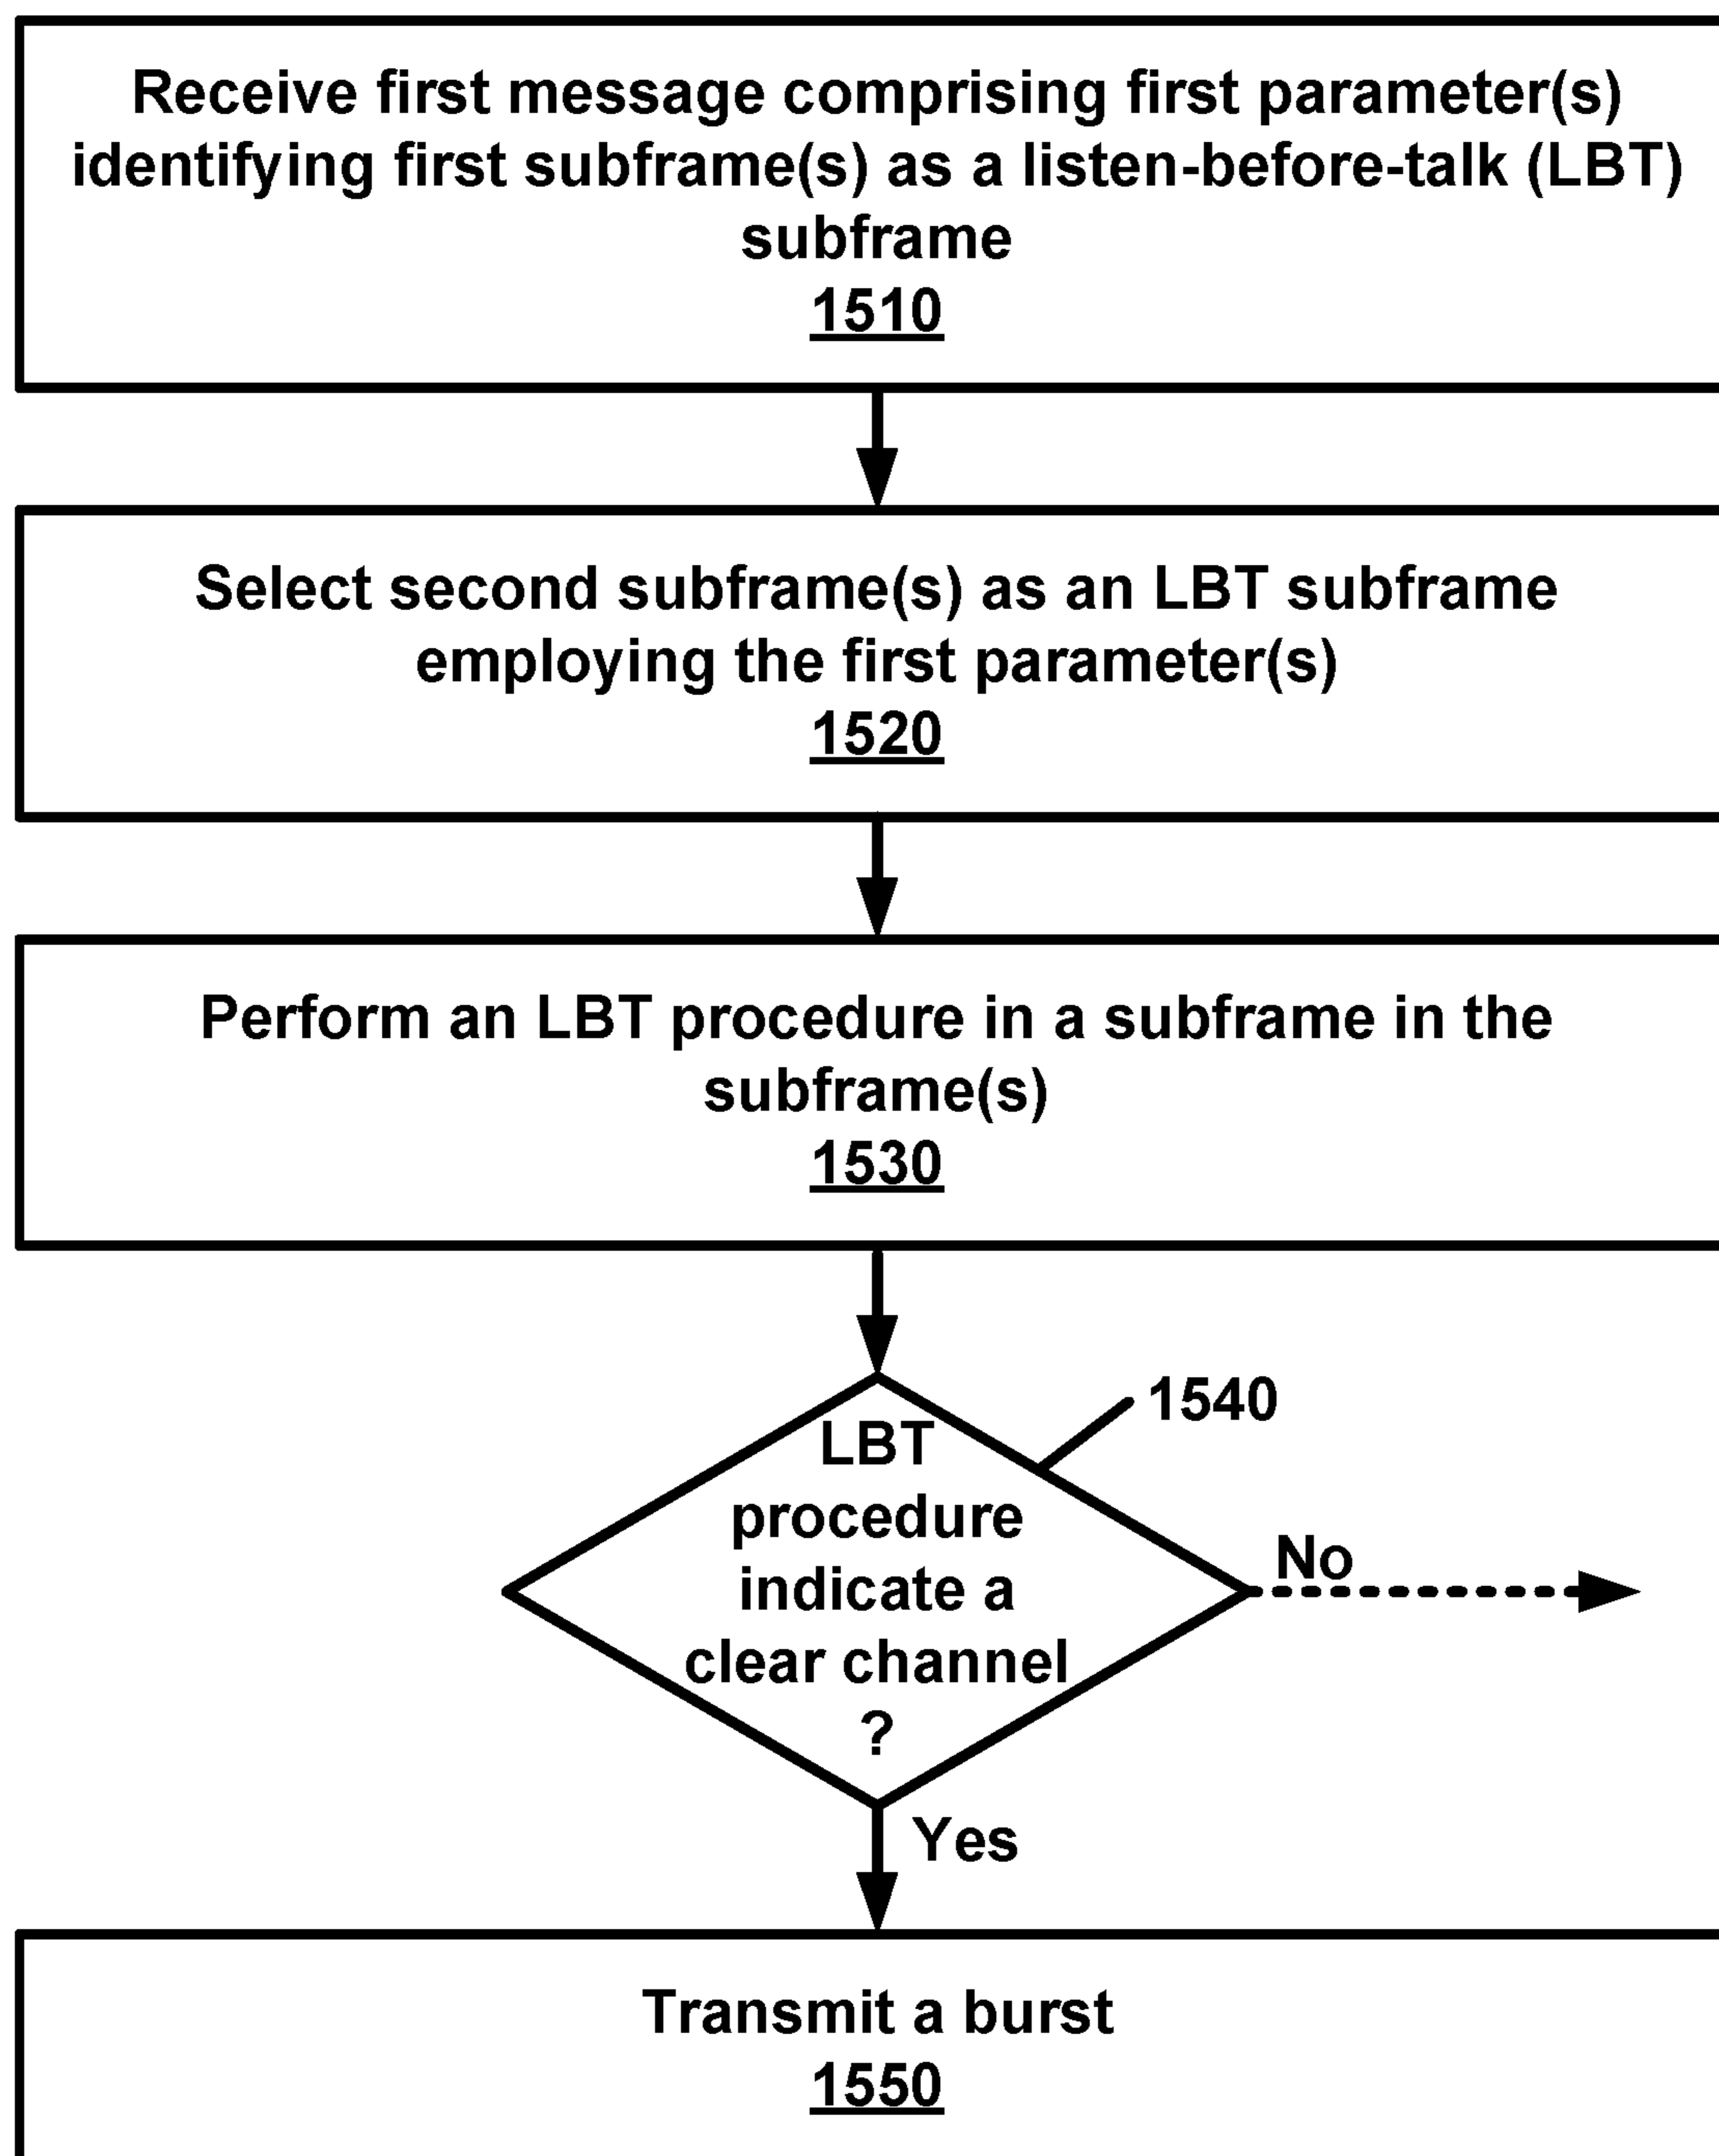 Receive first message comprising first parameter(s)
identifying first subframe(s) as a listen-before-talk (LBT)
subframe
1510
Select second subframe(s) as an LBT subframe
employing the first parameter(s)
1520
Perform an LBT procedure in a subframe in the
subframe(s)
1530
1540
LBT
procedure
indicate a
clear channel
?
No
Yes
Transmit a burst
1550